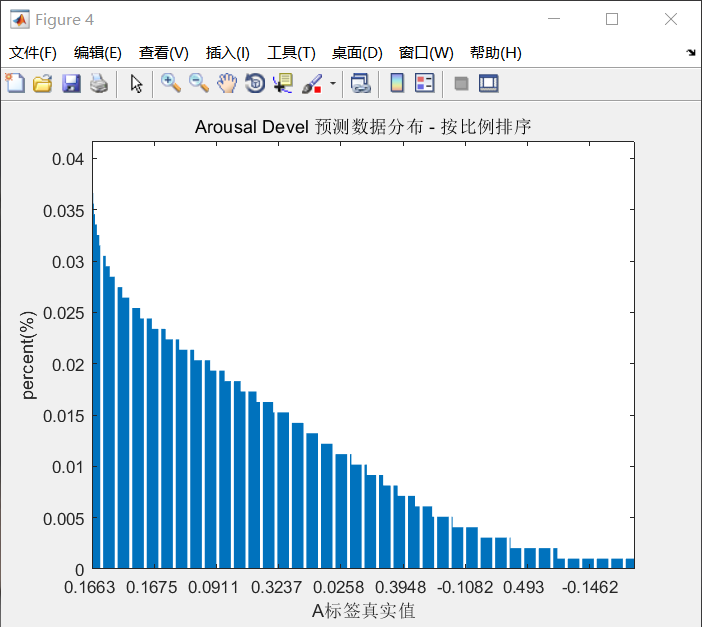 Figure 4
文件(F) 编辑(E) 查看(V) 插入(I) 工具(T) 桌面(D) 窗口(W) 帮助(H)
Arousal Devel 预测数据分布 - 按比例排序
0.04
0.035
0.03
0.025
0.02
0.015
0.01
0.005
0
percent(%)
0.1663 0.1675 0.0911 0.3237 0.0258 0.3948 -0.1082 0.493 -0.1462
A标签真实值